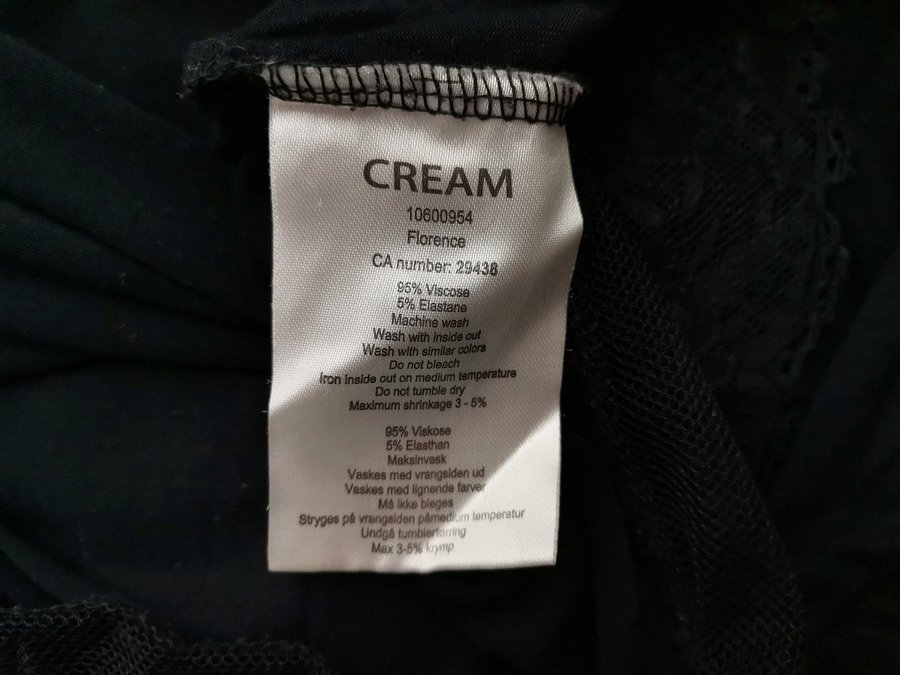 CREAM
10600954
Florence
CA number: 29438
95% Viscose
5% Elastane
Machine wash
Wash with inside out
Wash with similar colors
Do not bleach
Iron inside out on medium temperature
Do not tumble dry
Maximum shrinkage 3 - 5%
95% Viskose
5% Elasthan
Maksinvask
Vaskes med vrangsiden ud
Vaskes med lignende farver
Må ikke bleges
Stryges på vrangsiden påmedium temperatur
Undgå tumblertørring
Max 3-5% krymp